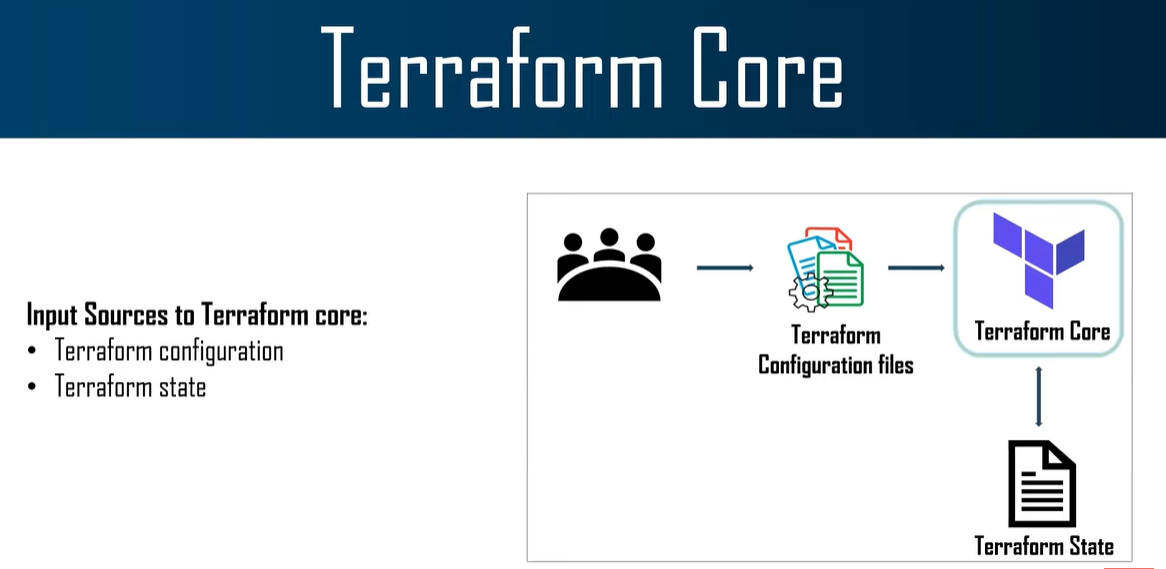 Terraform Core
Input Sources to Terraform core:
• Terraform configuration
• Terraform state
Terraform
Configuration files
Terraform Core
Terraform State